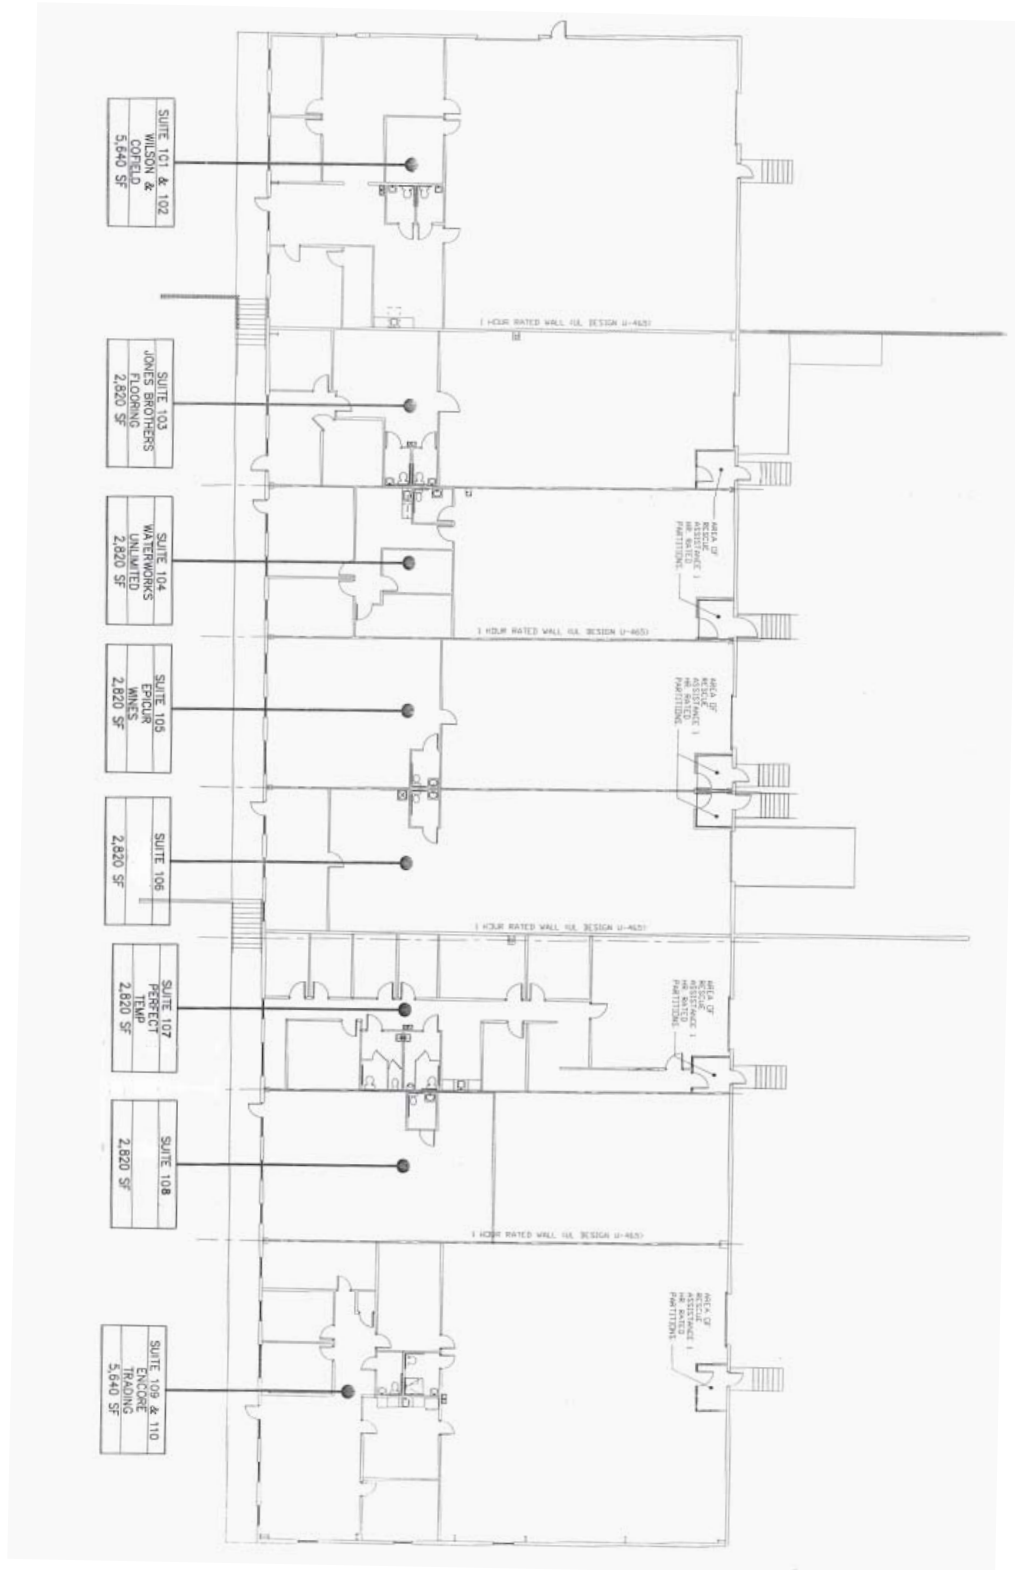 SUITE 101 & 102
WILSON &
COFIELD
5,640 SF
1 HOUR RATED WALL (UL DESIGN U-465)
SUITE 103
JONES BROTHERS
FLOORING
2,820 SF
SUITE 104
WATERWORKS
UNLIMITED
2,820 SF
AREA OF
RESCUE
ASSISTANCE 1
HR RATED
PARTITIONS
1 HOUR RATED WALL (UL DESIGN U-465)
SUITE 105
EPICUR
WINES
2,820 SF
AREA OF
RESCUE
ASSISTANCE 1
HR RATED
PARTITIONS
SUITE 106
2,820 SF
1 HOUR RATED WALL (UL DESIGN U-465)
SUITE 107
PERFECT
TEMP
2,820 SF
AREA OF
RESCUE
ASSISTANCE 1
HR RATED
PARTITIONS
SUITE 108
2,820 SF
1 HOUR RATED WALL (UL DESIGN U-465)
SUITE 109 & 110
ENCORE
TRADING
5,640 SF
AREA OF
RESCUE
ASSISTANCE 1
HR RATED
PARTITIONS